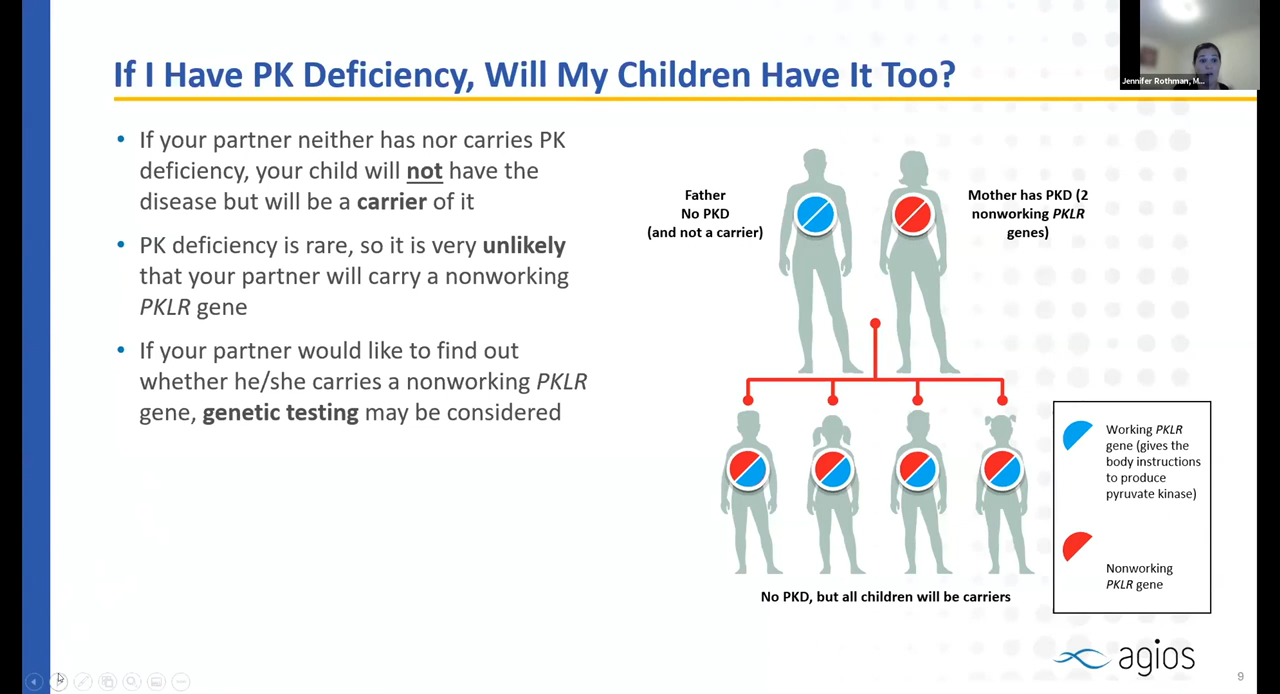 If I Have PK Deficiency, Will My Children Have It Too?
Jennifer Rothman, M...
• If your partner neither has nor carries PK
deficiency, your child will not have the
disease but will be a carrier of it
• PK deficiency is rare, so it is very unlikely
that your partner will carry a nonworking
PKLR gene
• If your partner would like to find out
whether he/she carries a nonworking PKLR
gene, genetic testing may be considered
Father
No PKD
(and not a carrier)
Mother has PKD (2
nonworking PKLR
genes)
Working PKLR
gene (gives the
body instructions
to produce
pyruvate kinase)
Nonworking
PKLR gene
No PKD, but all children will be carriers
agios
9